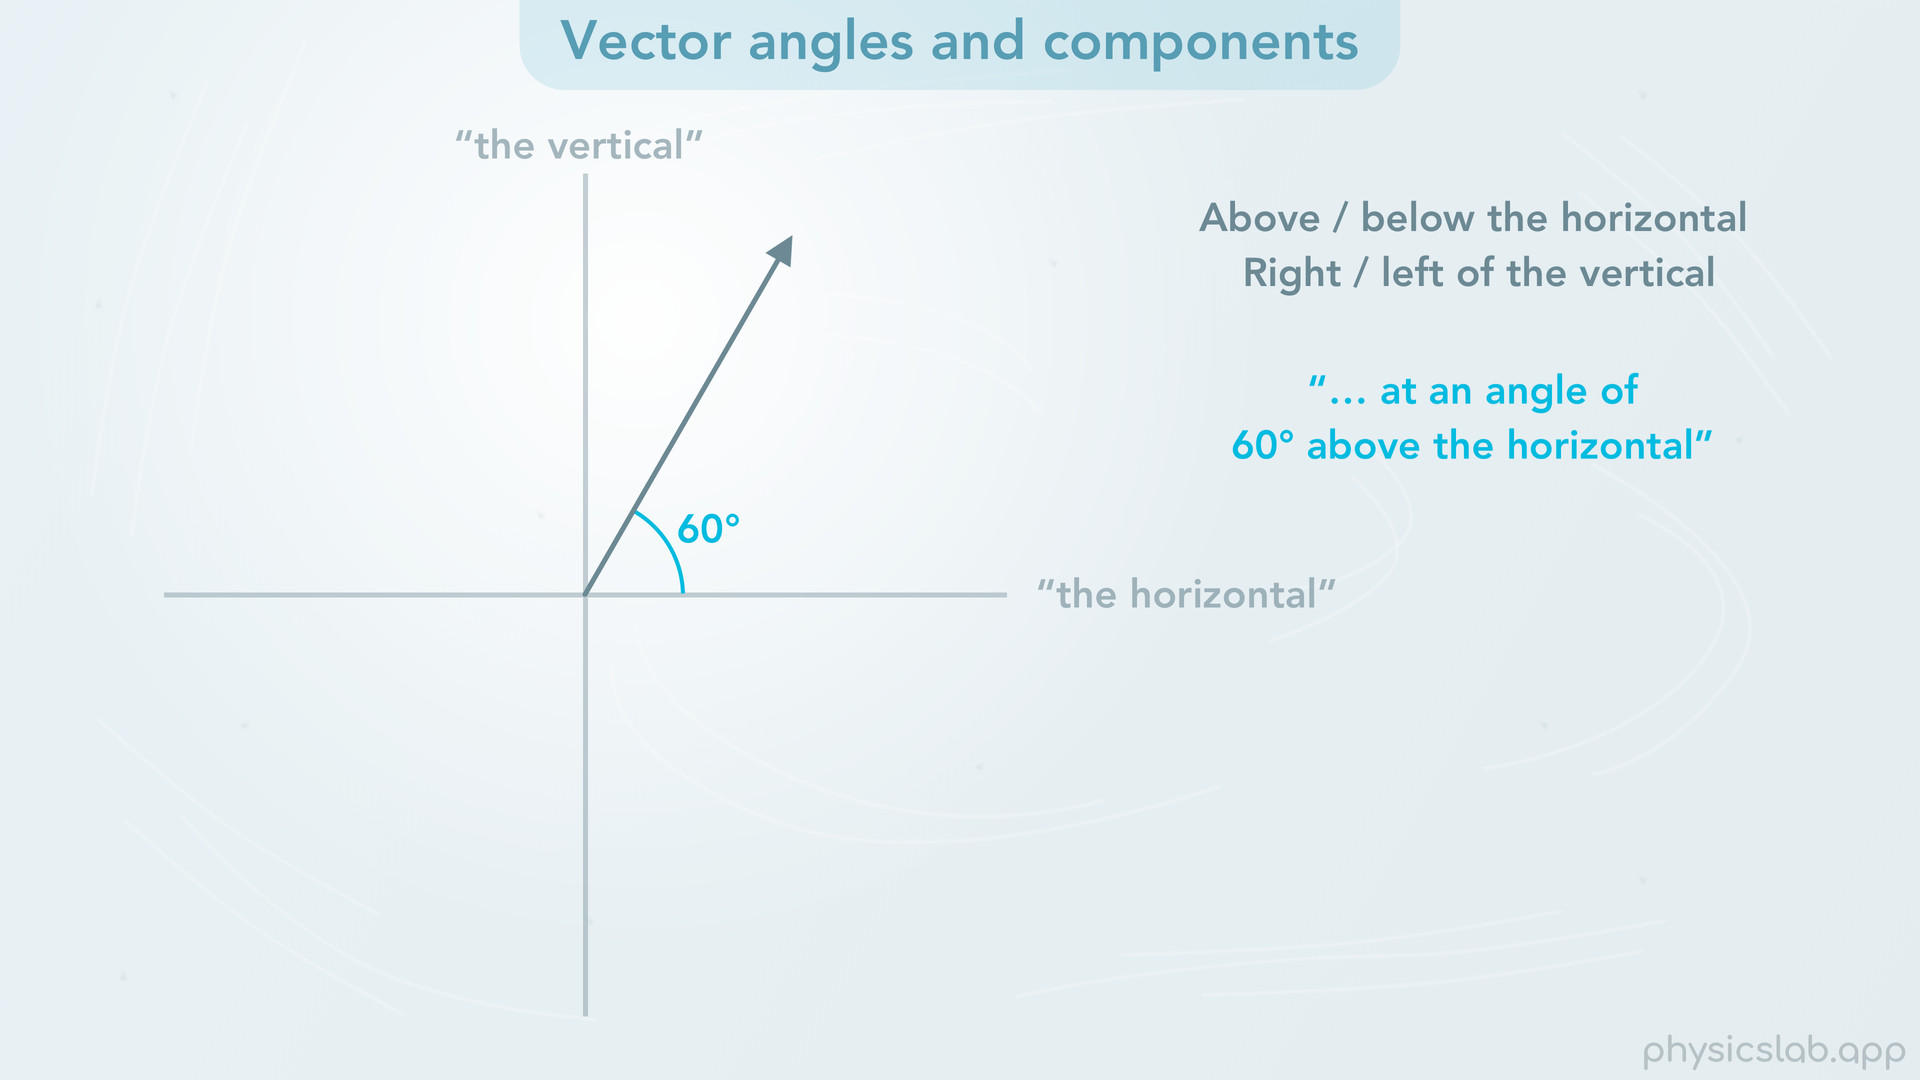 Vector angles and components
“the vertical”
Above / below the horizontal
Right / left of the vertical
“... at an angle of
60° above the horizontal”
60°
“the horizontal”
physicslab.app